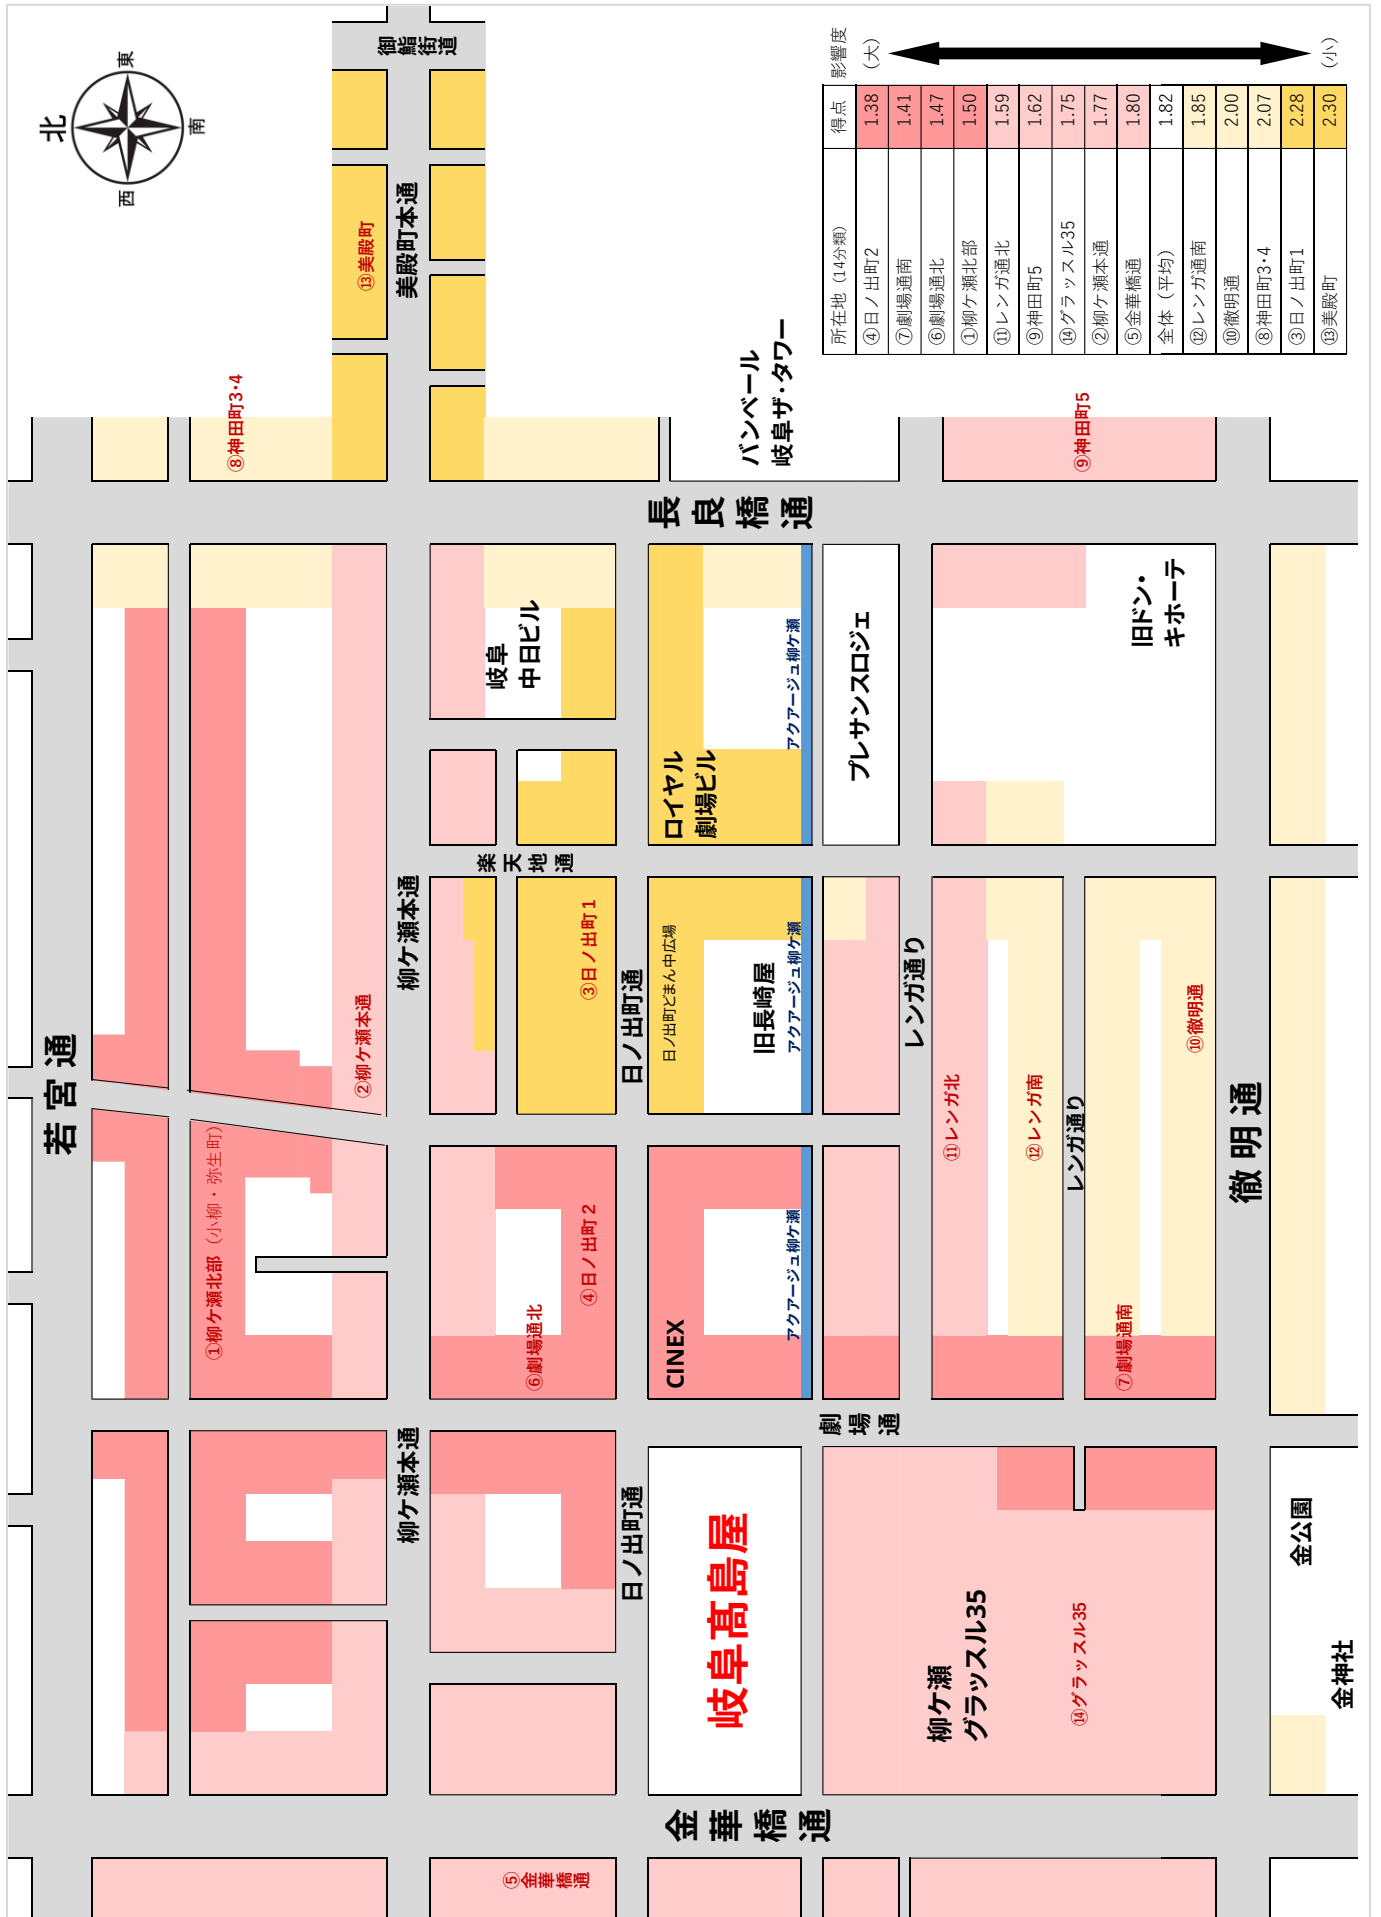 北
東
西
南
御鮨街道
⑬美殿町
美殿町本通
⑧神田町3・4
バンベール
岐阜ザ・タワー
⑨神田町5
所在地（14分類） 得点 影響度
④日ノ出町2 1.38 （大）
⑦劇場通南 1.41
⑥劇場通北 1.47
①柳ケ瀬北部 1.50
⑪レンガ通北 1.59
⑨神田町5 1.62
⑭グラッスル35 1.75
②柳ケ瀬本通 1.77
⑤金華橋通 1.80
全体（平均） 1.82
⑫レンガ通南 1.85
⑩徹明通 2.00
⑧神田町3・4 2.07
③日ノ出町1 2.28
⑬美殿町 2.30 （小）
長良橋通
岐阜
中日ビル
ロイヤル
劇場ビル
アクアージュ柳ケ瀬
プレサンスロジェ
旧ドン・
キホーテ
楽天地通
若宮通
②柳ケ瀬本通
柳ケ瀬本通
③日ノ出町1
日ノ出町通
日ノ出町どまん中広場
旧長崎屋
アクアージュ柳ケ瀬
レンガ通り
⑪レンガ北
⑫レンガ南
レンガ通り
⑩徹明通
徹明通
①柳ケ瀬北部（小柳・弥生町）
⑥劇場通北
④日ノ出町2
CINEX
アクアージュ柳ケ瀬
⑦劇場通南
劇場通
柳ケ瀬本通
日ノ出町通
岐阜髙島屋
柳ケ瀬
グラッスル35
⑭グラッスル35
金公園
金神社
金華橋通
⑤金華橋通